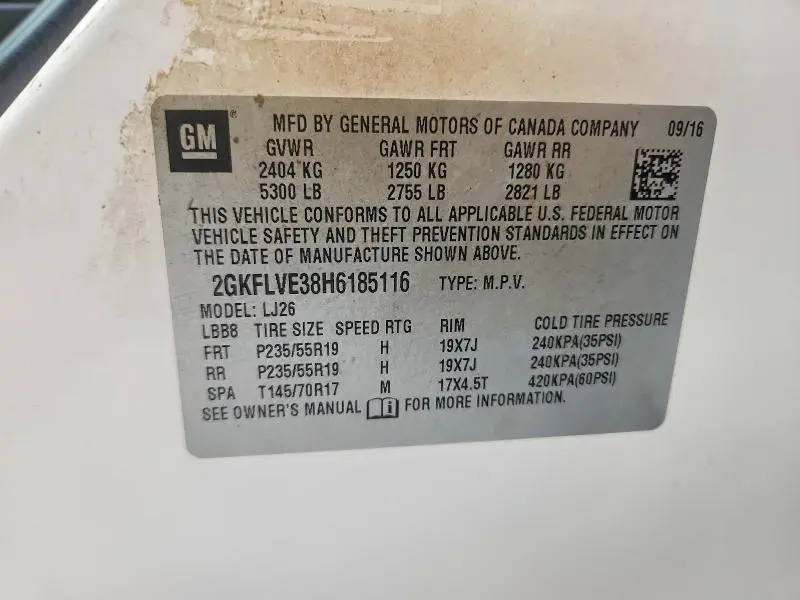 GM ® MFD BY GENERAL MOTORS OF CANADA COMPANY 09/16
GVWR GAWR FRT GAWR RR
2404 KG 1250 KG 1280 KG
5300 LB 2755 LB 2821 LB
THIS VEHICLE CONFORMS TO ALL APPLICABLE U.S. FEDERAL MOTOR
VEHICLE SAFETY AND THEFT PREVENTION STANDARDS IN EFFECT ON
THE DATE OF MANUFACTURE SHOWN ABOVE.
2GKFLVE38H6185116 TYPE: M.P.V.
MODEL: LJ26
LBB8 TIRE SIZE SPEED RTG RIM COLD TIRE PRESSURE
FRT P235/55R19 H 19X7J 240KPA(35PSI)
RR P235/55R19 H 19X7J 240KPA(35PSI)
SPA T145/70R17 M 17X4.5T 420KPA(60PSI)
SEE OWNER'S MANUAL i FOR MORE INFORMATION.